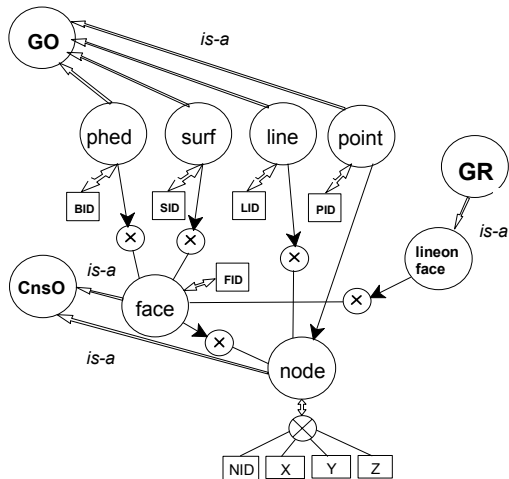 is-a
GO
phed
surf
line
point
GR
BID
SID
LID
PID
is-a
is-a
lineon
face
CnsO
FID
face
is-a
node
NID
X
Y
Z